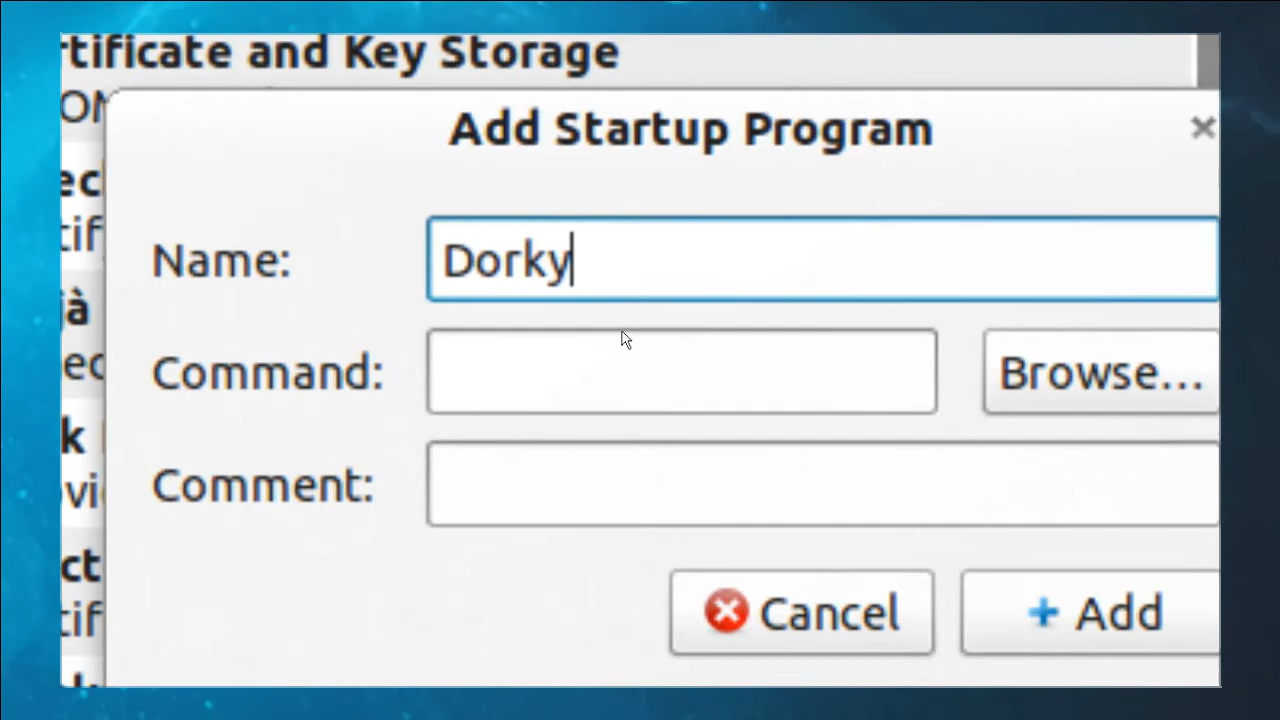 rtificate and Key Storage
Add Startup Program
Name:
Dorky
Command:
Browse...
Comment:
Cancel
Add